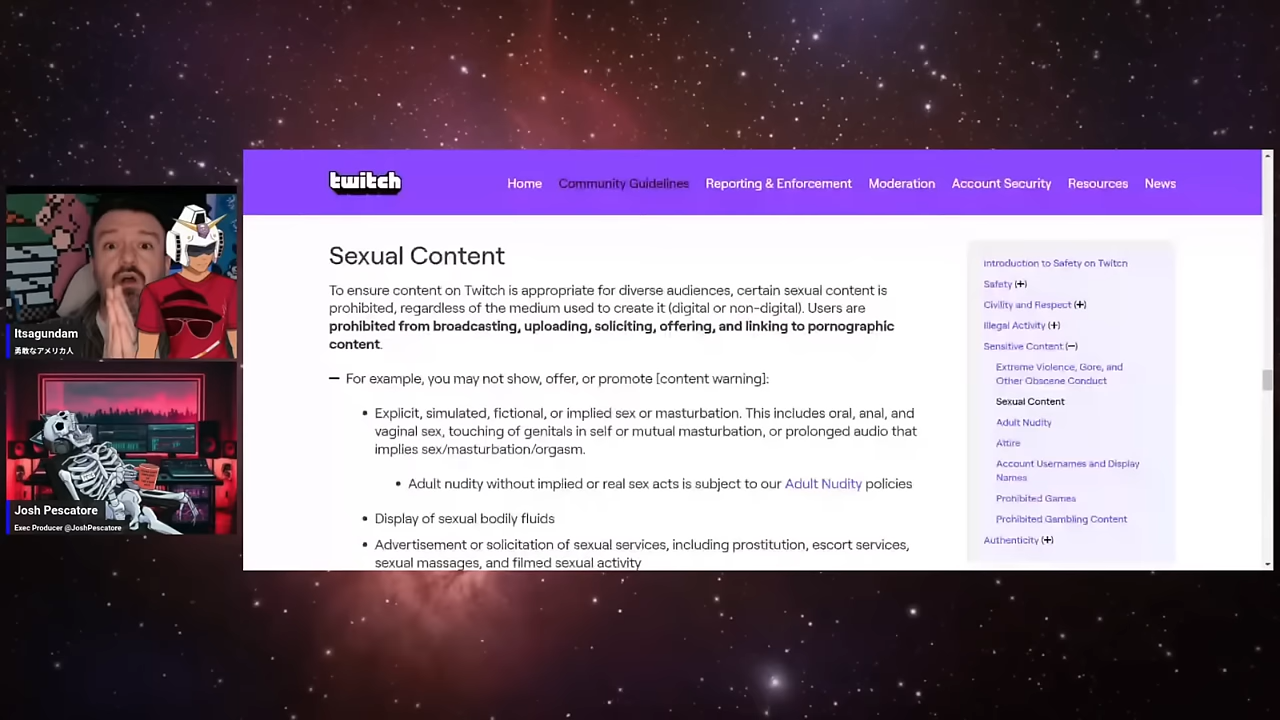 twitch
Home Community Guidelines Reporting & Enforcement Moderation Account Security Resources News
Sexual Content
To ensure content on Twitch is appropriate for diverse audiences, certain sexual content is
prohibited, regardless of the medium used to create it (digital or non-digital). Users are
prohibited from broadcasting, uploading, soliciting, offering, and linking to pornographic
content.
— For example, you may not show, offer, or promote [content warning]:
• Explicit, simulated, fictional, or implied sex or masturbation. This includes oral, anal, and
vaginal sex, touching of genitals in self or mutual masturbation, or prolonged audio that
implies sex/masturbation/orgasm.
• Adult nudity without implied or real sex acts is subject to our Adult Nudity policies
• Display of sexual bodily fluids
• Advertisement or solicitation of sexual services, including prostitution, escort services,
sexual massages, and filmed sexual activity
Introduction to Safety on Twitch
Safety (+)
Civility and Respect (+)
Illegal Activity (+)
Sensitive Content (—)
Extreme Violence, Gore, and
Other Obscene Conduct
Sexual Content
Adult Nudity
Attire
Account Usernames and Display
Names
Prohibited Games
Prohibited Gambling Content
Authenticity (+)
Itsagundam
勇敢なアメリカ人
Josh Pescatore
Exec Producer @JoshPescatore